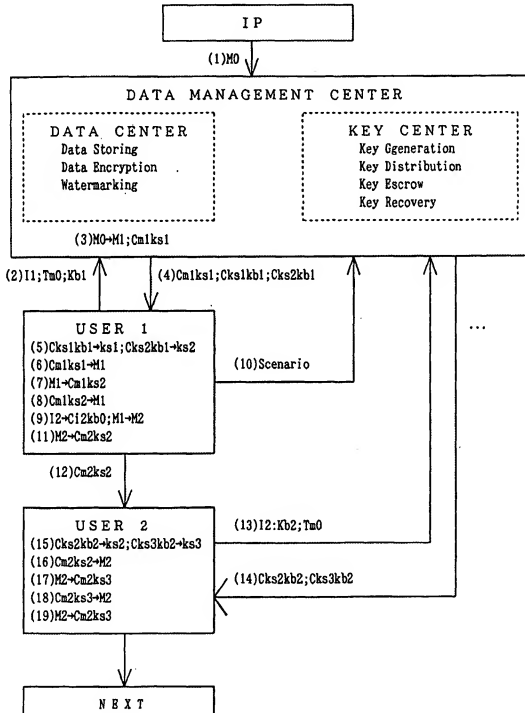 IP
(1)M0
DATA MANAGEMENT CENTER
DATA CENTER
Data Storing
Data Encryption
Watermarking
KEY CENTER
Key Ggeneration
Key Distribution
Key Escrow
Key Recovery
(3)M0→M1;Cm1ks1
(2)I1;Tm0;Kb1
(4)Cm1ks1;Cks1kb1;Cks2kb1
...
USER 1
(5)Cks1kb1→ks1;Cks2kb1→ks2
(6)Cm1ks1→M1
(7)M1→Cm1ks2
(8)Cm1ks2→M1
(9)I2→Ci2kb0;M1→M2
(11)M2→Cm2ks2
(10)Scenario
(12)Cm2ks2
USER 2
(15)Cks2kb2→ks2;Cks3kb2→ks3
(16)Cm2ks2→M2
(17)M2→Cm2ks3
(18)Cm2ks3→M2
(19)M2→Cm2ks3
(13)I2:Kb2;Tm0
(14)Cks2kb2;Cks3kb2
NEXT